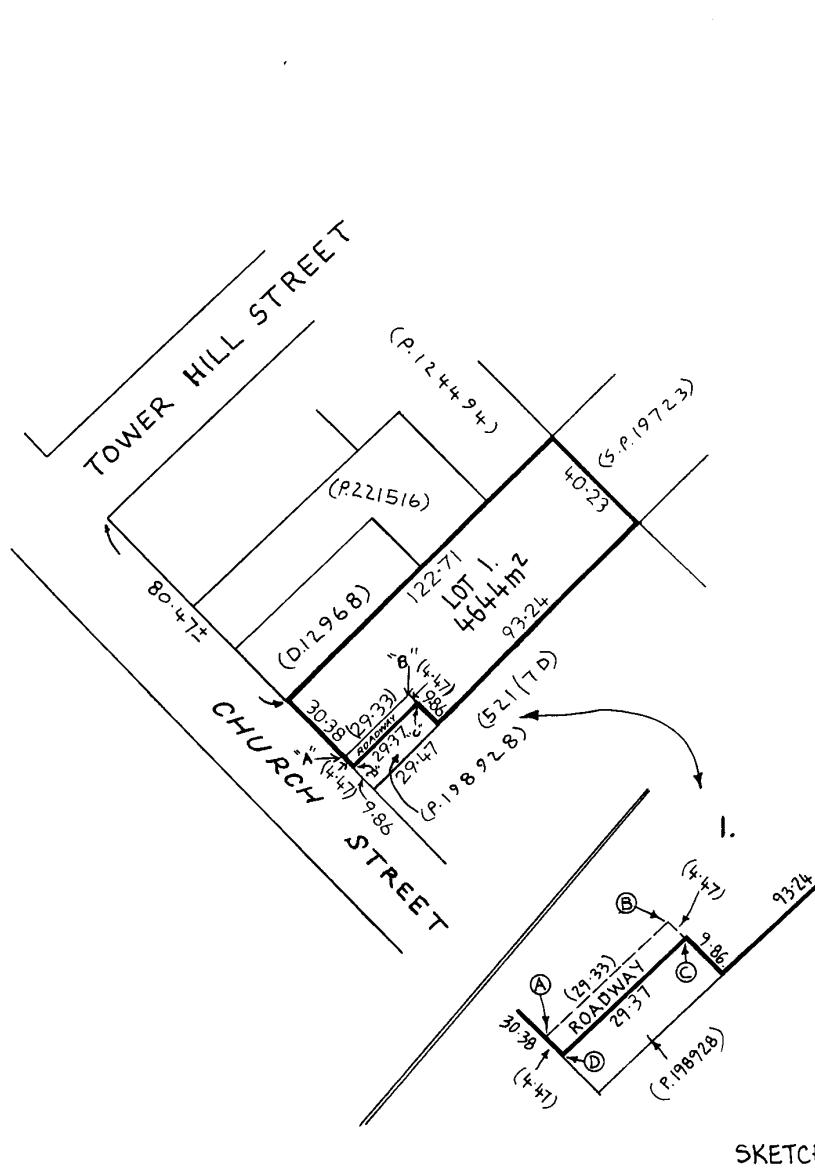 TOWER HILL STREET
(P.124494)
(S.P.19723)
40·23
(P.221516)
122·71
LOT 1.
4644m²
93·24
(D.12968)
80·47±
"B"
(4·47)
9·86
30·38
(29·33)
ROADWAY
29·37
"C"
"A"
"D"
(4·47)
29·47
9·86
(521/7D)
(P.198928)
CHURCH STREET
1.
(4·47)
93·24
B
9·86
(29·33)
ROADWAY
29·37
C
A
30·38
D
(4·47)
(P.198928)
SKETCH